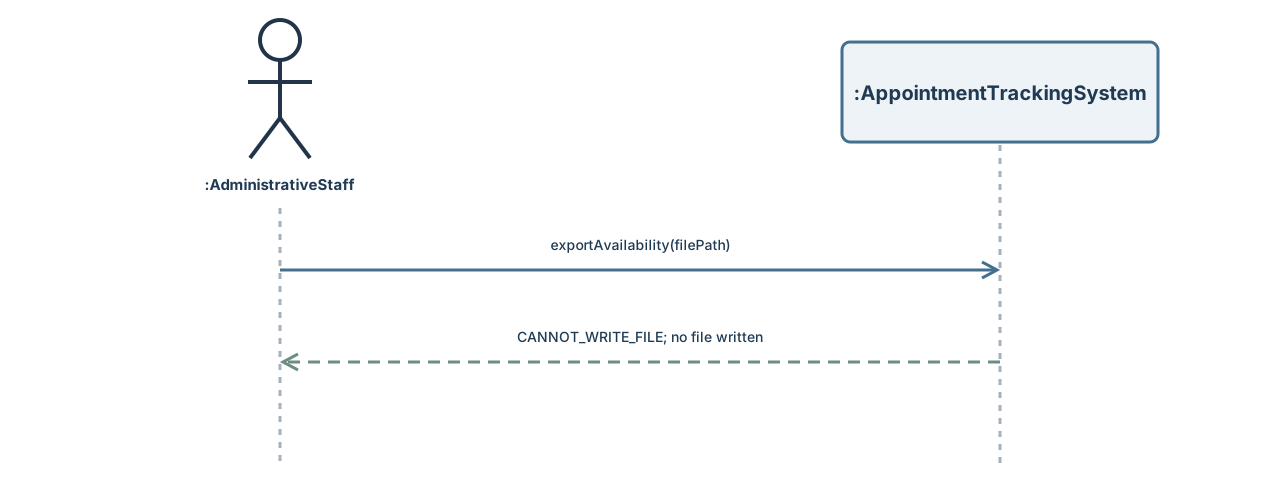 :AppointmentTrackingSystem
:AdministrativeStaff
exportAvailability(filePath)
CANNOT_WRITE_FILE; no file written